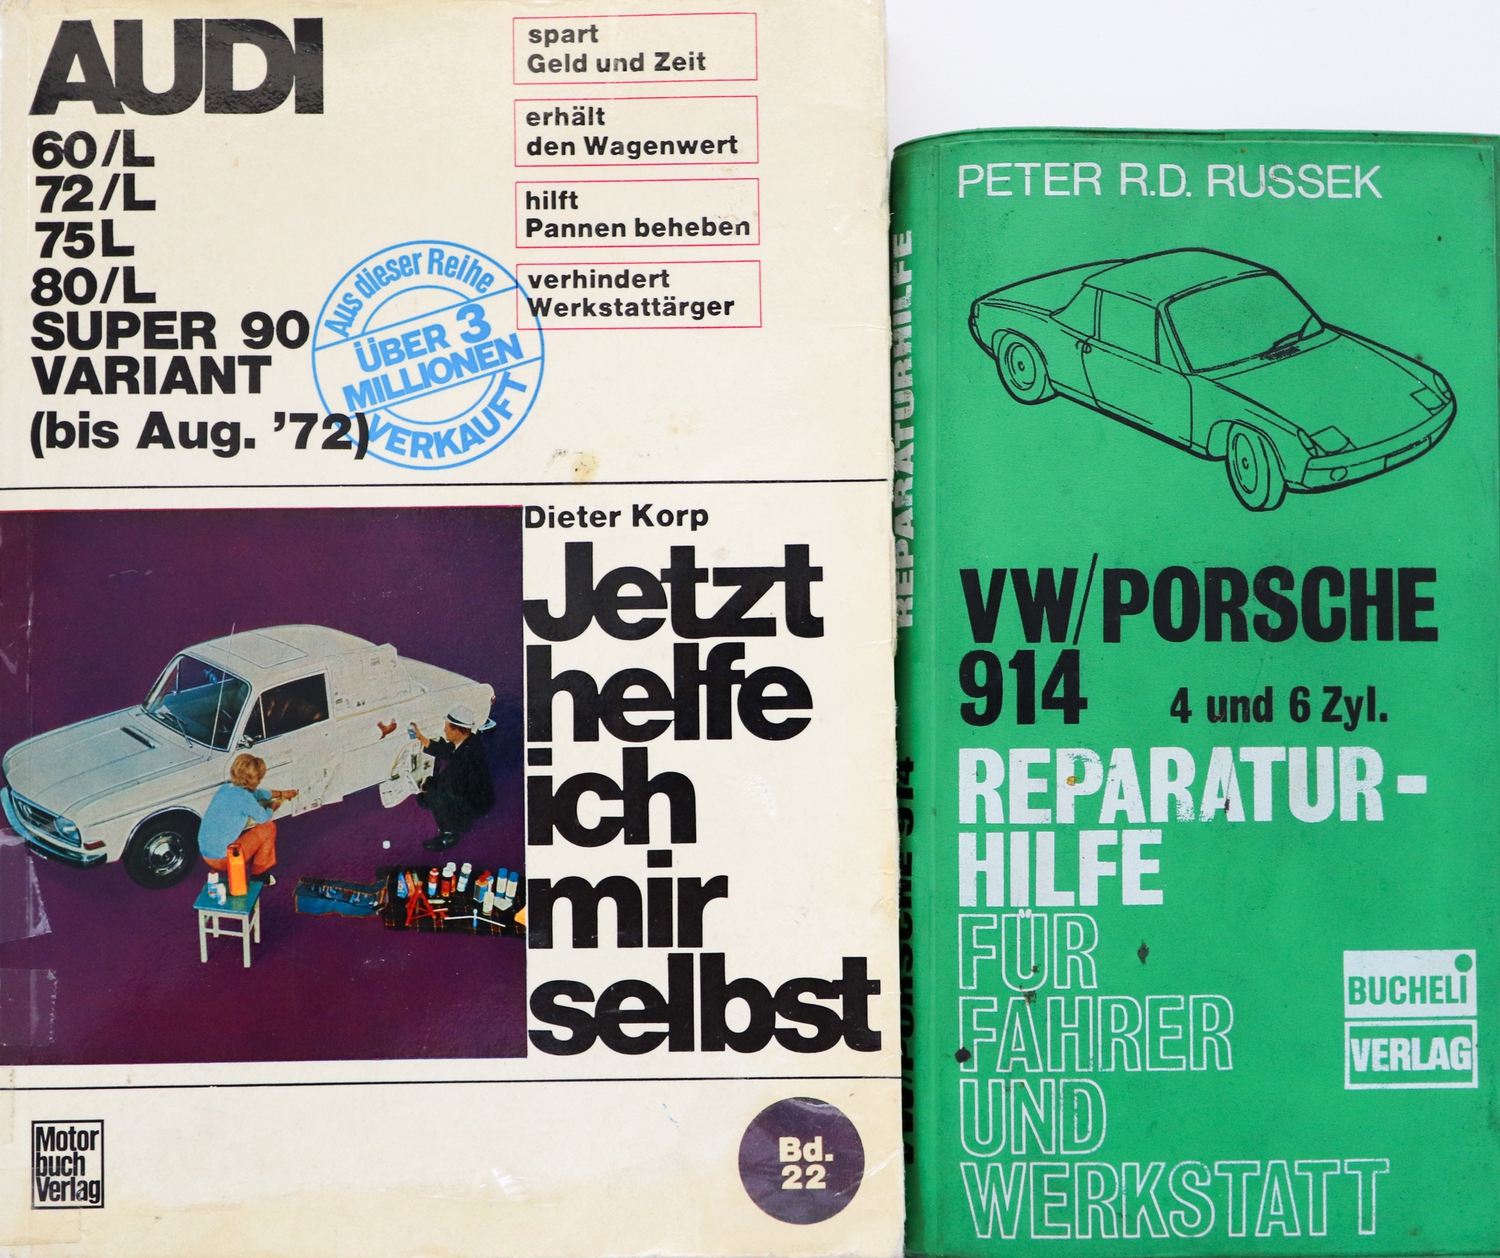 AUDI
60/L
72/L
75L
80/L
SUPER 90
VARIANT
(bis Aug. '72)
spart
Geld und Zeit
erhält
den Wagenwert
hilft
Pannen beheben
verhindert
Werkstattärger
Aus dieser Reihe
ÜBER 3
MILLIONEN
VERKAUFT
Dieter Korp
Jetzt
helfe
ich
mir
selbst
Motor
buch
Verlag
Bd.
22
REPARATURHILFE
VW/PORSCHE 914
PETER R.D. RUSSEK
VW/PORSCHE
914 4 und 6 Zyl.
REPARATUR-
HILFE
FÜR
FAHRER
UND
WERKSTATT
BUCHELi
VERLAG